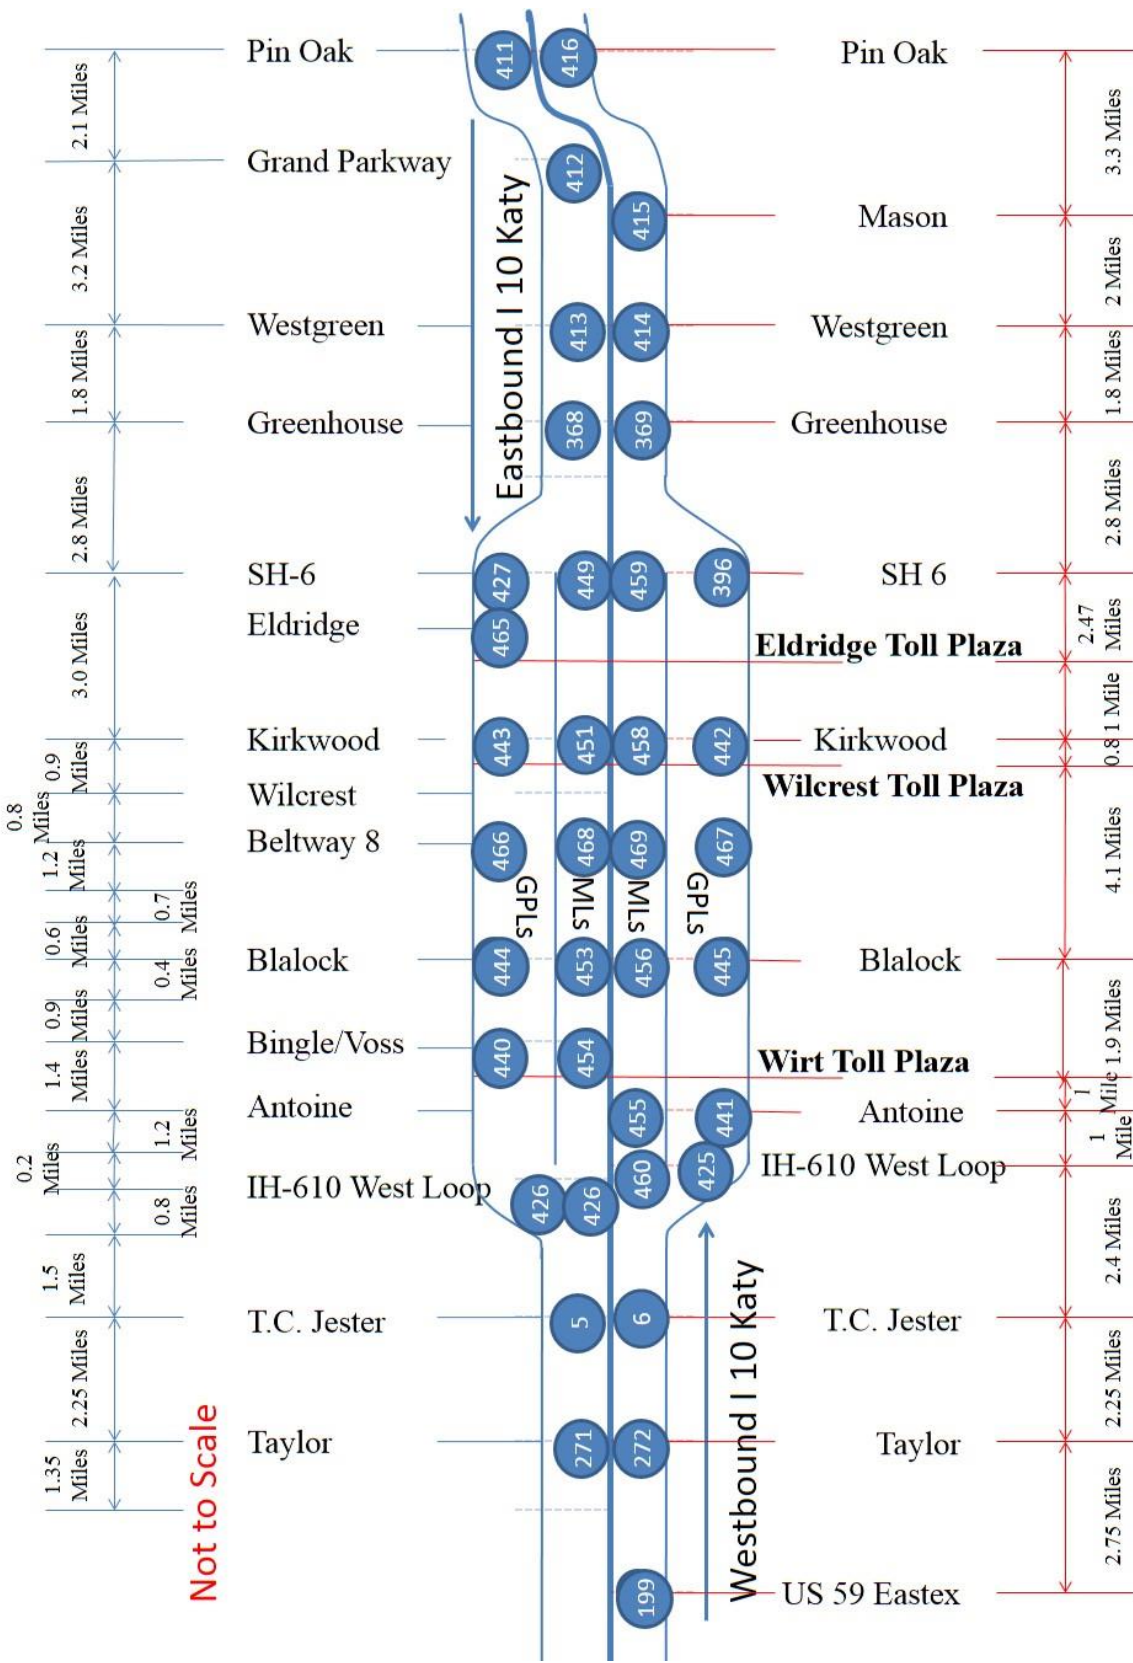 Pin Oak
411
416
Pin Oak
2.1 Miles
3.3 Miles
Grand Parkway
412
415
Mason
3.2 Miles
2 Miles
Eastbound I 10 Katy
Westgreen
413
414
Westgreen
1.8 Miles
1.8 Miles
Greenhouse
368
369
Greenhouse
2.8 Miles
2.8 Miles
SH-6
427
449
459
396
SH 6
Eldridge
465
2.47
Miles
Eldridge Toll Plaza
3.0 Miles
1 Mile
Kirkwood
443
451
458
442
Kirkwood
0.8
0.9
Miles
Wilcrest Toll Plaza
Wilcrest
0.8
Miles
Beltway 8
466
468
469
467
4.1 Miles
1.2
Miles
GPLs
MLs
MLs
GPLs
0.7
Miles
0.6
Miles
Blalock
444
453
456
445
Blalock
0.4
Miles
0.9
Miles
1.9 Miles
Bingle/Voss
440
454
Wirt Toll Plaza
1.4
Miles
1
Mile
Antoine
455
441
Antoine
1.2
Miles
1
Mile
0.2
Miles
IH-610 West Loop
426
426
460
425
IH-610 West Loop
0.8
Miles
2.4 Miles
1.5
Miles
T.C. Jester
5
6
T.C. Jester
2.25 Miles
2.25 Miles
Westbound I 10 Katy
Taylor
271
272
Taylor
1.35
Miles
2.75 Miles
Not to Scale
199
US 59 Eastex